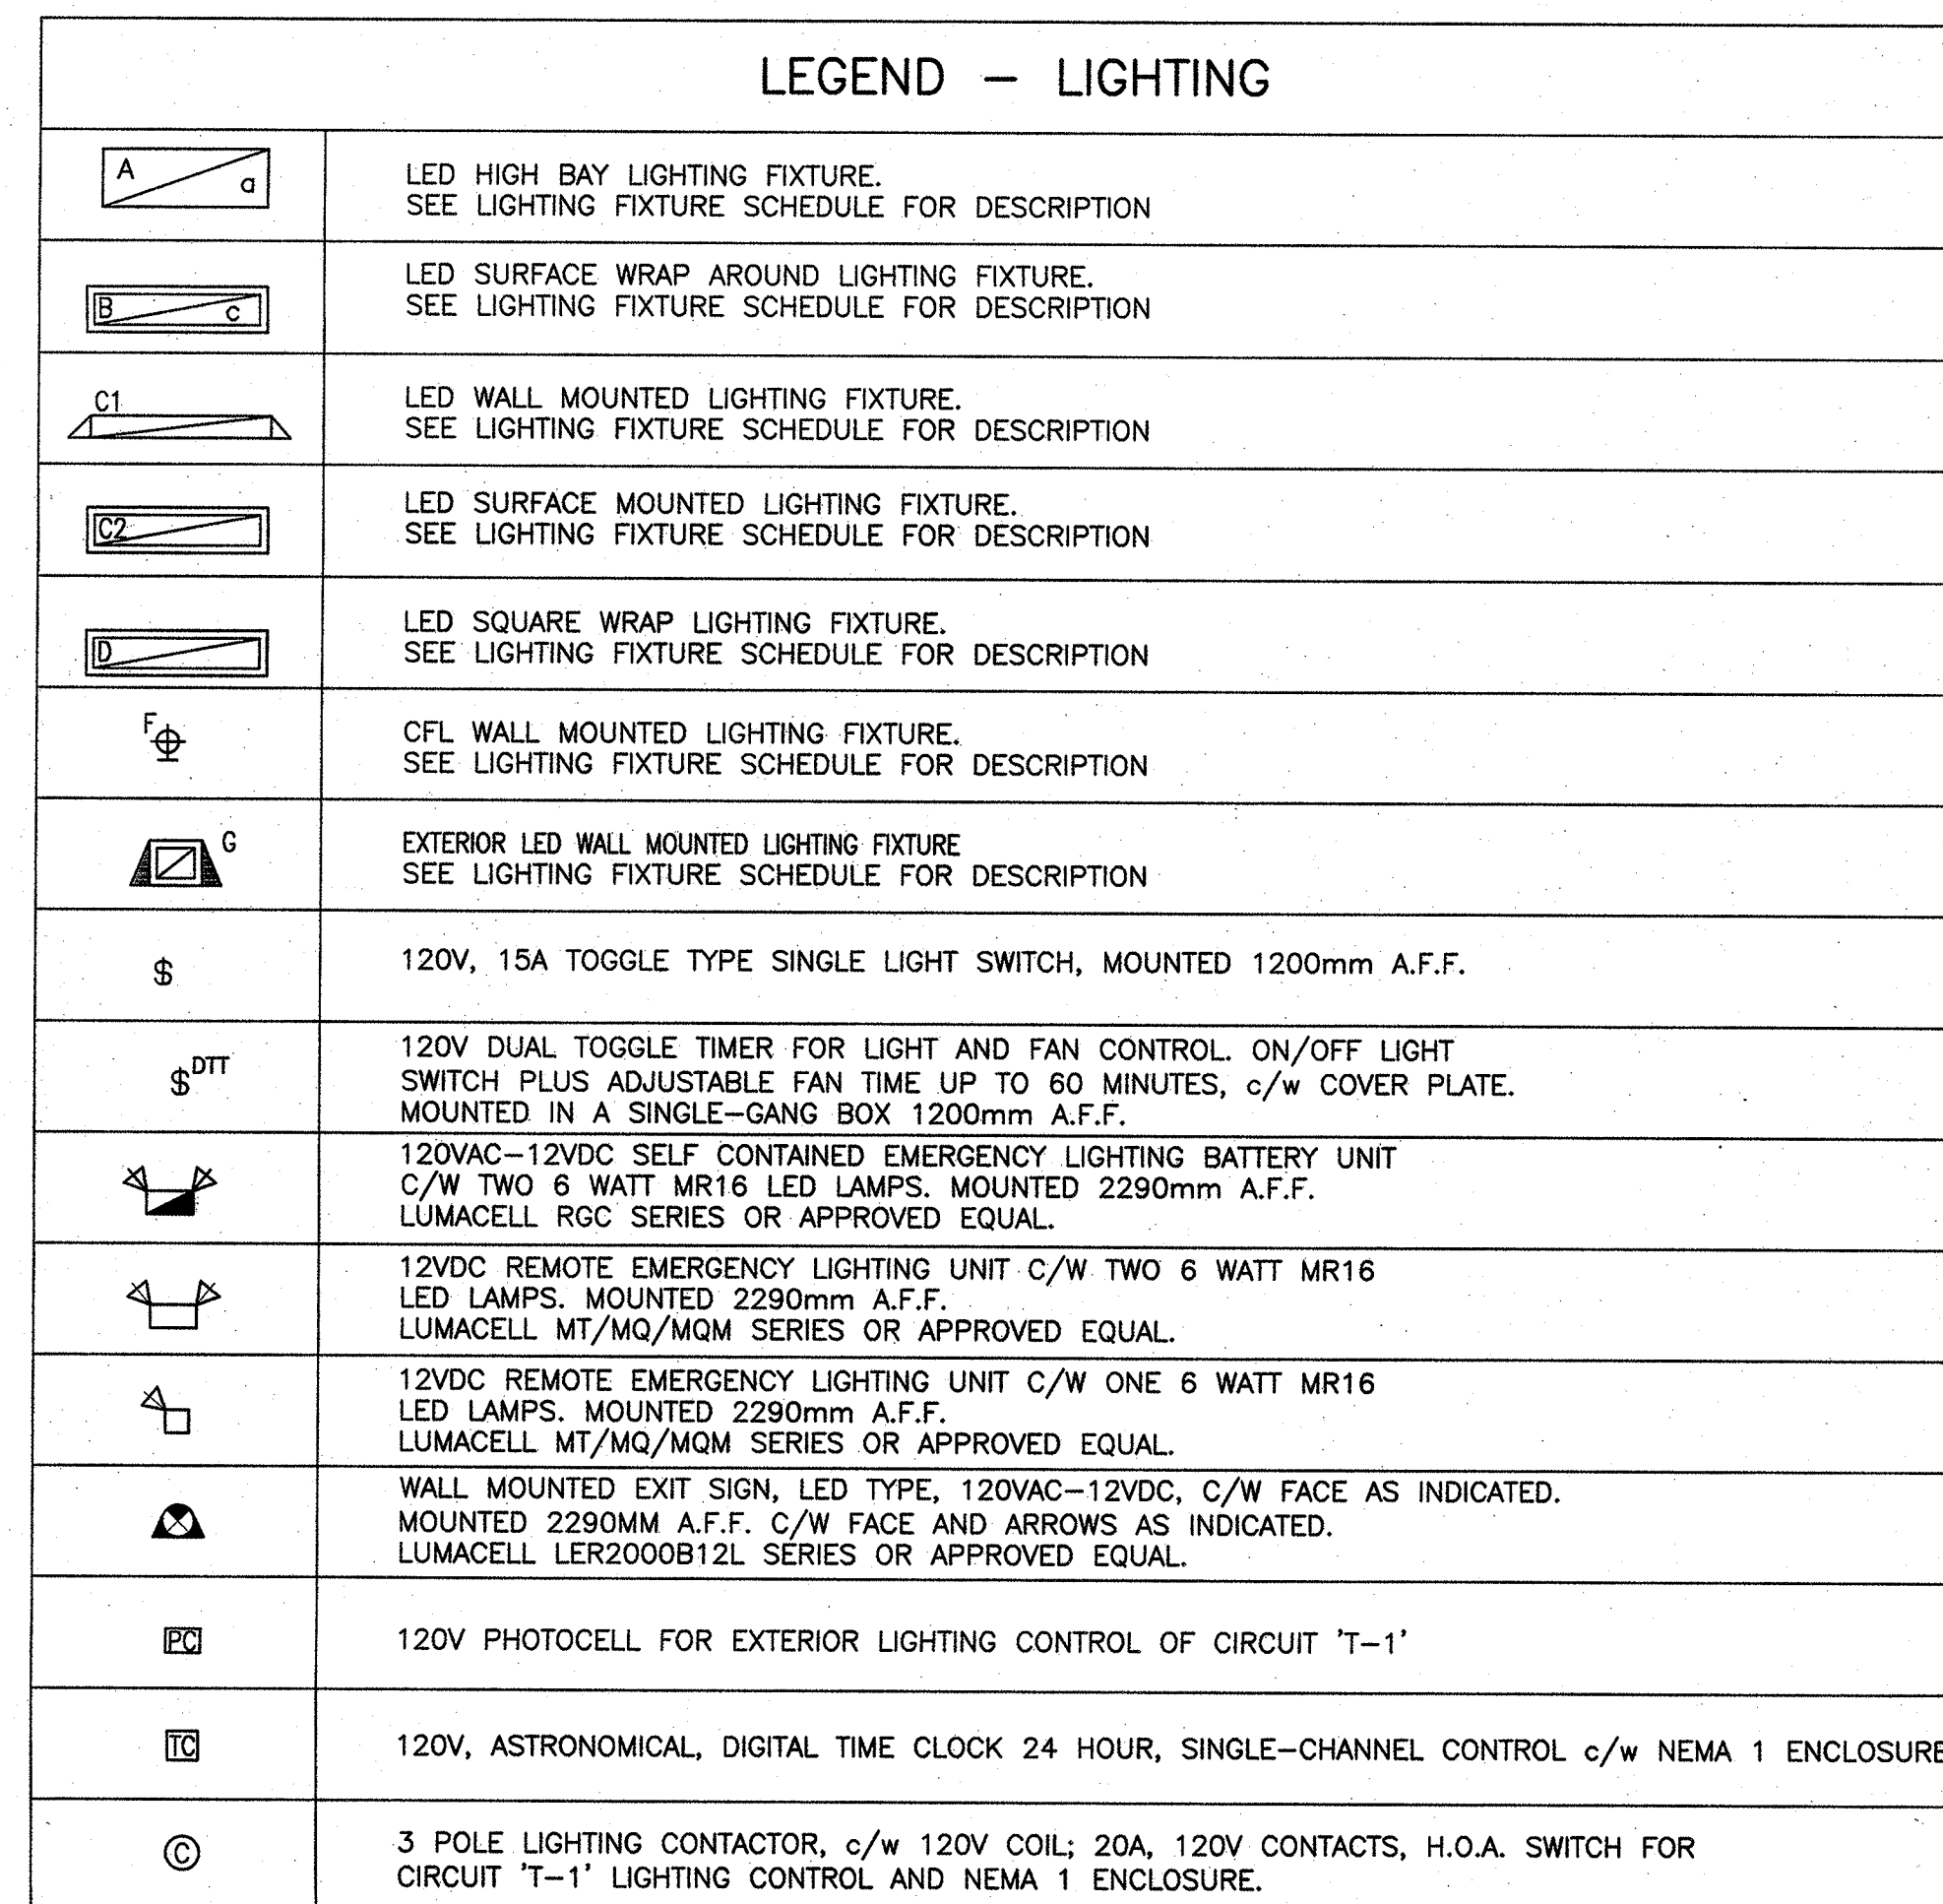 LEGEND – LIGHTING
A
a
LED HIGH BAY LIGHTING FIXTURE.
SEE LIGHTING FIXTURE SCHEDULE FOR DESCRIPTION
B
c
LED SURFACE WRAP AROUND LIGHTING FIXTURE.
SEE LIGHTING FIXTURE SCHEDULE FOR DESCRIPTION
C1
LED WALL MOUNTED LIGHTING FIXTURE.
SEE LIGHTING FIXTURE SCHEDULE FOR DESCRIPTION
C2
LED SURFACE MOUNTED LIGHTING FIXTURE.
SEE LIGHTING FIXTURE SCHEDULE FOR DESCRIPTION
D
LED SQUARE WRAP LIGHTING FIXTURE.
SEE LIGHTING FIXTURE SCHEDULE FOR DESCRIPTION
F
CFL WALL MOUNTED LIGHTING FIXTURE.
SEE LIGHTING FIXTURE SCHEDULE FOR DESCRIPTION
G
EXTERIOR LED WALL MOUNTED LIGHTING FIXTURE
SEE LIGHTING FIXTURE SCHEDULE FOR DESCRIPTION
$
120V, 15A TOGGLE TYPE SINGLE LIGHT SWITCH, MOUNTED 1200mm A.F.F.
$DTT
120V DUAL TOGGLE TIMER FOR LIGHT AND FAN CONTROL. ON/OFF LIGHT
SWITCH PLUS ADJUSTABLE FAN TIME UP TO 60 MINUTES, c/w COVER PLATE.
MOUNTED IN A SINGLE–GANG BOX 1200mm A.F.F.
120VAC–12VDC SELF CONTAINED EMERGENCY LIGHTING BATTERY UNIT
C/W TWO 6 WATT MR16 LED LAMPS. MOUNTED 2290mm A.F.F.
LUMACELL RGC SERIES OR APPROVED EQUAL.
12VDC REMOTE EMERGENCY LIGHTING UNIT C/W TWO 6 WATT MR16
LED LAMPS. MOUNTED 2290mm A.F.F.
LUMACELL MT/MQ/MQM SERIES OR APPROVED EQUAL.
12VDC REMOTE EMERGENCY LIGHTING UNIT C/W ONE 6 WATT MR16
LED LAMPS. MOUNTED 2290mm A.F.F.
LUMACELL MT/MQ/MQM SERIES OR APPROVED EQUAL.
WALL MOUNTED EXIT SIGN, LED TYPE, 120VAC–12VDC, C/W FACE AS INDICATED.
MOUNTED 2290MM A.F.F. C/W FACE AND ARROWS AS INDICATED.
LUMACELL LER2000B12L SERIES OR APPROVED EQUAL.
PC
120V PHOTOCELL FOR EXTERIOR LIGHTING CONTROL OF CIRCUIT 'T–1'
TC
120V, ASTRONOMICAL, DIGITAL TIME CLOCK 24 HOUR, SINGLE–CHANNEL CONTROL c/w NEMA 1 ENCLOSURE
C
3 POLE LIGHTING CONTACTOR, c/w 120V COIL; 20A, 120V CONTACTS, H.O.A. SWITCH FOR
CIRCUIT 'T–1' LIGHTING CONTROL AND NEMA 1 ENCLOSURE.